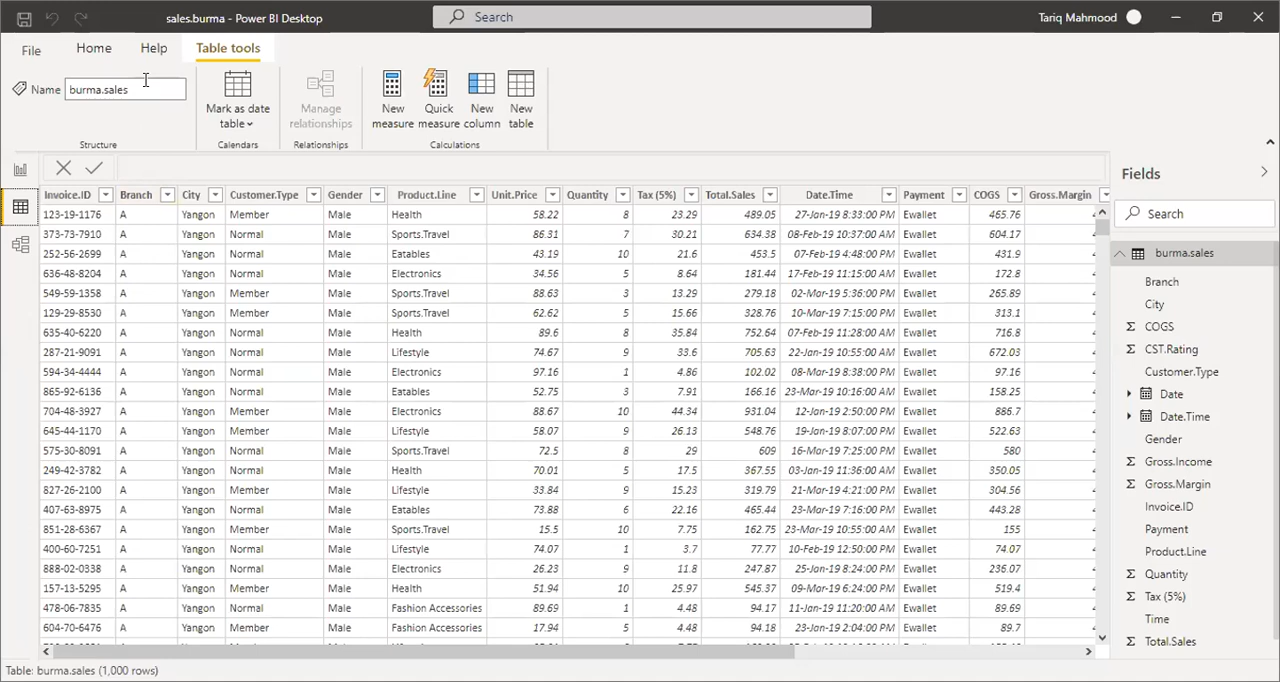 sales.burma - Power BI Desktop Search Tariq Mahmood
File Home Help Table tools
Name burma.sales
Mark as date table
Manage relationships
New measure
Quick measure
New column
New table
Structure Calendars Relationships Calculations
Invoice.ID Branch City Customer.Type Gender Product.Line Unit.Price Quantity Tax (5%) Total.Sales Date.Time Payment COGS Gross.Margin
123-19-1176 A Yangon Member Male Health 58.22 8 23.29 489.05 27-Jan-19 8:33:00 PM Ewallet 465.76
373-73-7910 A Yangon Normal Male Sports.Travel 86.31 7 30.21 634.38 08-Feb-19 10:37:00 AM Ewallet 604.17
252-56-2699 A Yangon Normal Male Eatables 43.19 10 21.6 453.5 07-Feb-19 4:48:00 PM Ewallet 431.9
636-48-8204 A Yangon Normal Male Electronics 34.56 5 8.64 181.44 17-Feb-19 11:15:00 AM Ewallet 172.8
549-59-1358 A Yangon Member Male Sports.Travel 88.63 3 13.29 279.18 02-Mar-19 5:36:00 PM Ewallet 265.89
129-29-8530 A Yangon Member Male Sports.Travel 62.62 5 15.66 328.76 10-Mar-19 7:15:00 PM Ewallet 313.1
635-40-6220 A Yangon Normal Male Health 89.6 8 35.84 752.64 07-Feb-19 11:28:00 AM Ewallet 716.8
287-21-9091 A Yangon Normal Male Lifestyle 74.67 9 33.6 705.63 22-Jan-19 10:55:00 AM Ewallet 672.03
594-34-4444 A Yangon Normal Male Electronics 97.16 1 4.86 102.02 08-Mar-19 8:38:00 PM Ewallet 97.16
865-92-6136 A Yangon Normal Male Eatables 52.75 3 7.91 166.16 23-Mar-19 10:16:00 AM Ewallet 158.25
704-48-3927 A Yangon Member Male Electronics 88.67 10 44.34 931.04 12-Jan-19 2:50:00 PM Ewallet 886.7
645-44-1170 A Yangon Member Male Lifestyle 58.07 9 26.13 548.76 19-Jan-19 8:07:00 PM Ewallet 522.63
575-30-8091 A Yangon Normal Male Sports.Travel 72.5 8 29 609 16-Mar-19 7:25:00 PM Ewallet 580
249-42-3782 A Yangon Normal Male Health 70.01 5 17.5 367.55 03-Jan-19 11:36:00 AM Ewallet 350.05
827-26-2100 A Yangon Member Male Lifestyle 33.84 9 15.23 319.79 21-Mar-19 4:21:00 PM Ewallet 304.56
407-63-8975 A Yangon Normal Male Eatables 73.88 6 22.16 465.44 23-Mar-19 7:16:00 PM Ewallet 443.28
851-28-6367 A Yangon Member Male Sports.Travel 15.5 10 7.75 162.75 23-Mar-19 10:55:00 AM Ewallet 155
400-60-7251 A Yangon Normal Male Lifestyle 74.07 1 3.7 77.77 10-Feb-19 12:50:00 PM Ewallet 74.07
888-02-0338 A Yangon Normal Male Electronics 26.23 9 11.8 247.87 25-Jan-19 8:24:00 PM Ewallet 236.07
157-13-5295 A Yangon Member Male Health 51.94 10 25.97 545.37 09-Mar-19 6:24:00 PM Ewallet 519.4
478-06-7835 A Yangon Normal Male Fashion Accessories 89.69 1 4.48 94.17 11-Jan-19 11:20:00 AM Ewallet 89.69
604-70-6476 A Yangon Member Male Fashion Accessories 17.94 5 4.48 94.18 23-Jan-19 2:04:00 PM Ewallet 89.7
Fields
Search
burma.sales
Branch
City
COGS
CST.Rating
Customer.Type
Date
Date.Time
Gender
Gross.Income
Gross.Margin
Invoice.ID
Payment
Product.Line
Quantity
Tax (5%)
Time
Total.Sales
Table: burma.sales (1,000 rows)